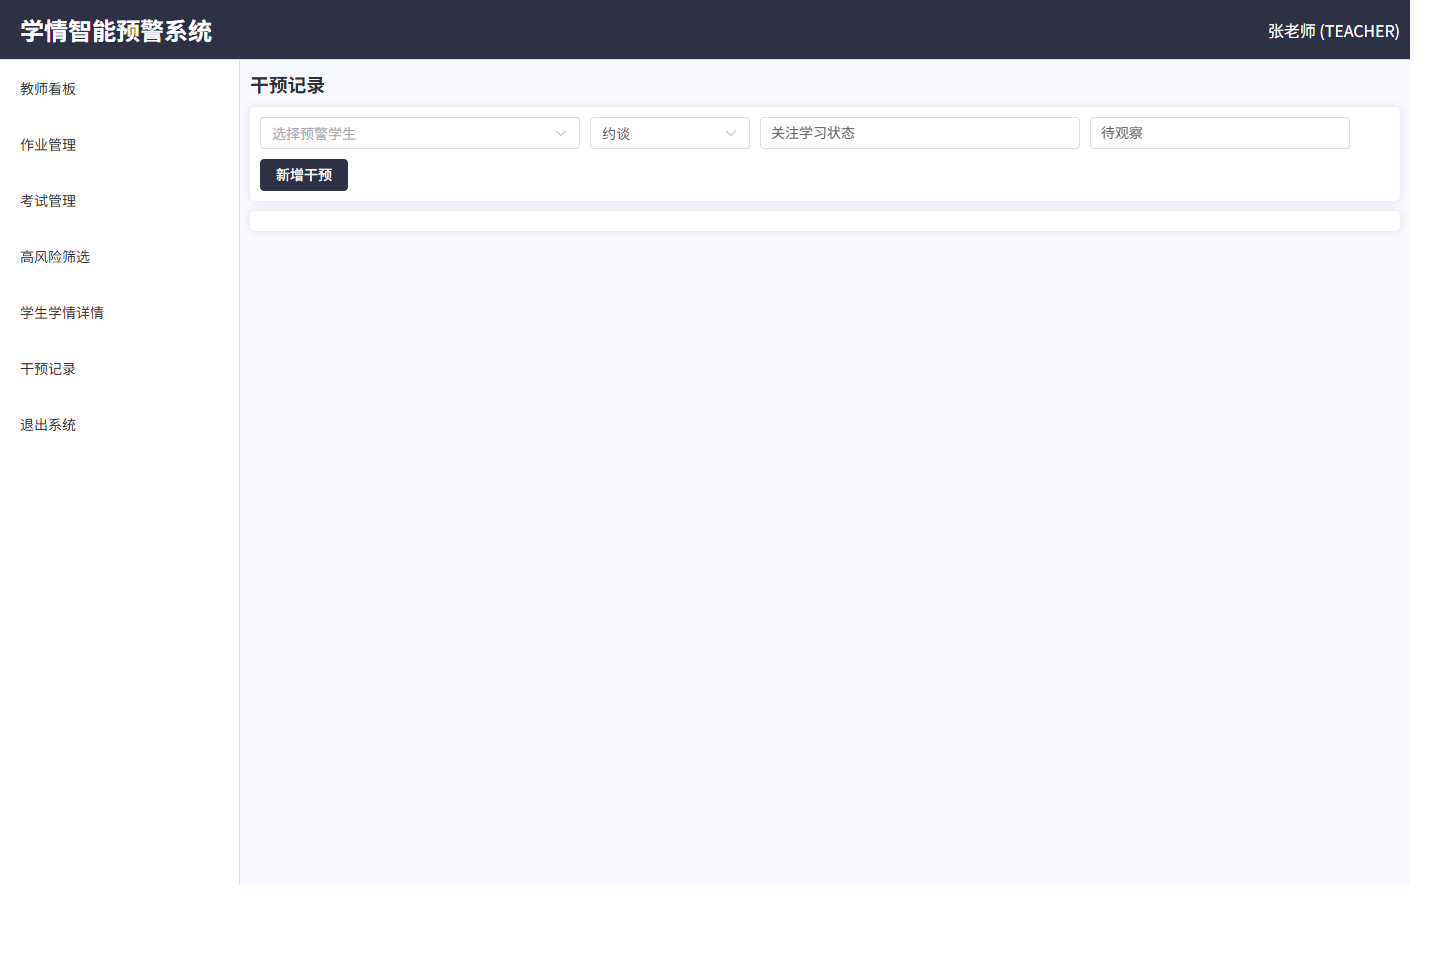 学情智能预警系统
张老师 (TEACHER)
教师看板
作业管理
考试管理
高风险筛选
学生学情详情
干预记录
退出系统
干预记录
选择预警学生
约谈
关注学习状态
待观察
新增干预